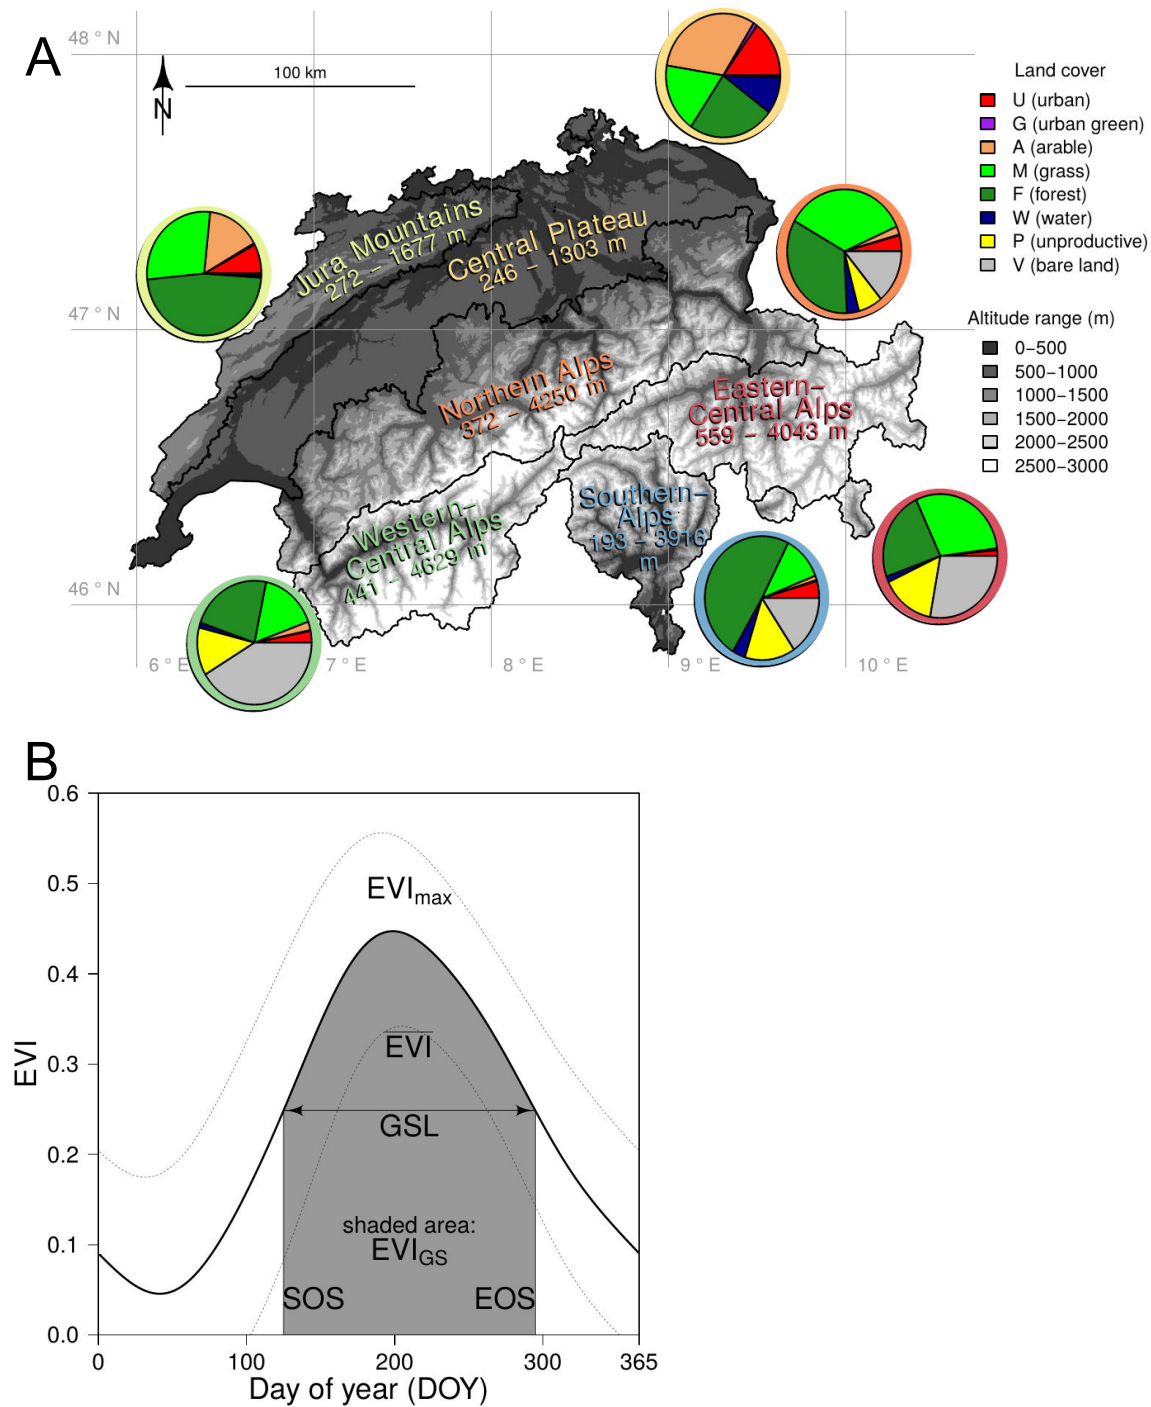 A
48 ° N
100 km
N
Land cover
U (urban)
G (urban green)
A (arable)
M (grass)
F (forest)
W (water)
P (unproductive)
V (bare land)
Jura Mountains
272 – 1677 m
Central Plateau
246 – 1303 m
47 ° N
Altitude range (m)
0–500
500–1000
1000–1500
1500–2000
2000–2500
2500–3000
Northern Alps
372 – 4250 m
Eastern–
Central Alps
559 – 4043 m
Southern–
Alps
193 – 3916
m
Western–
Central Alps
441 – 4629 m
46 ° N
6 ° E
7 ° E
8 ° E
9 ° E
10 ° E
B
0.6
0.5
0.4
0.3
0.2
0.1
0.0
EVI
EVImax
EVI
GSL
shaded area:
EVIGS
SOS
EOS
0
100
200
300
365
Day of year (DOY)